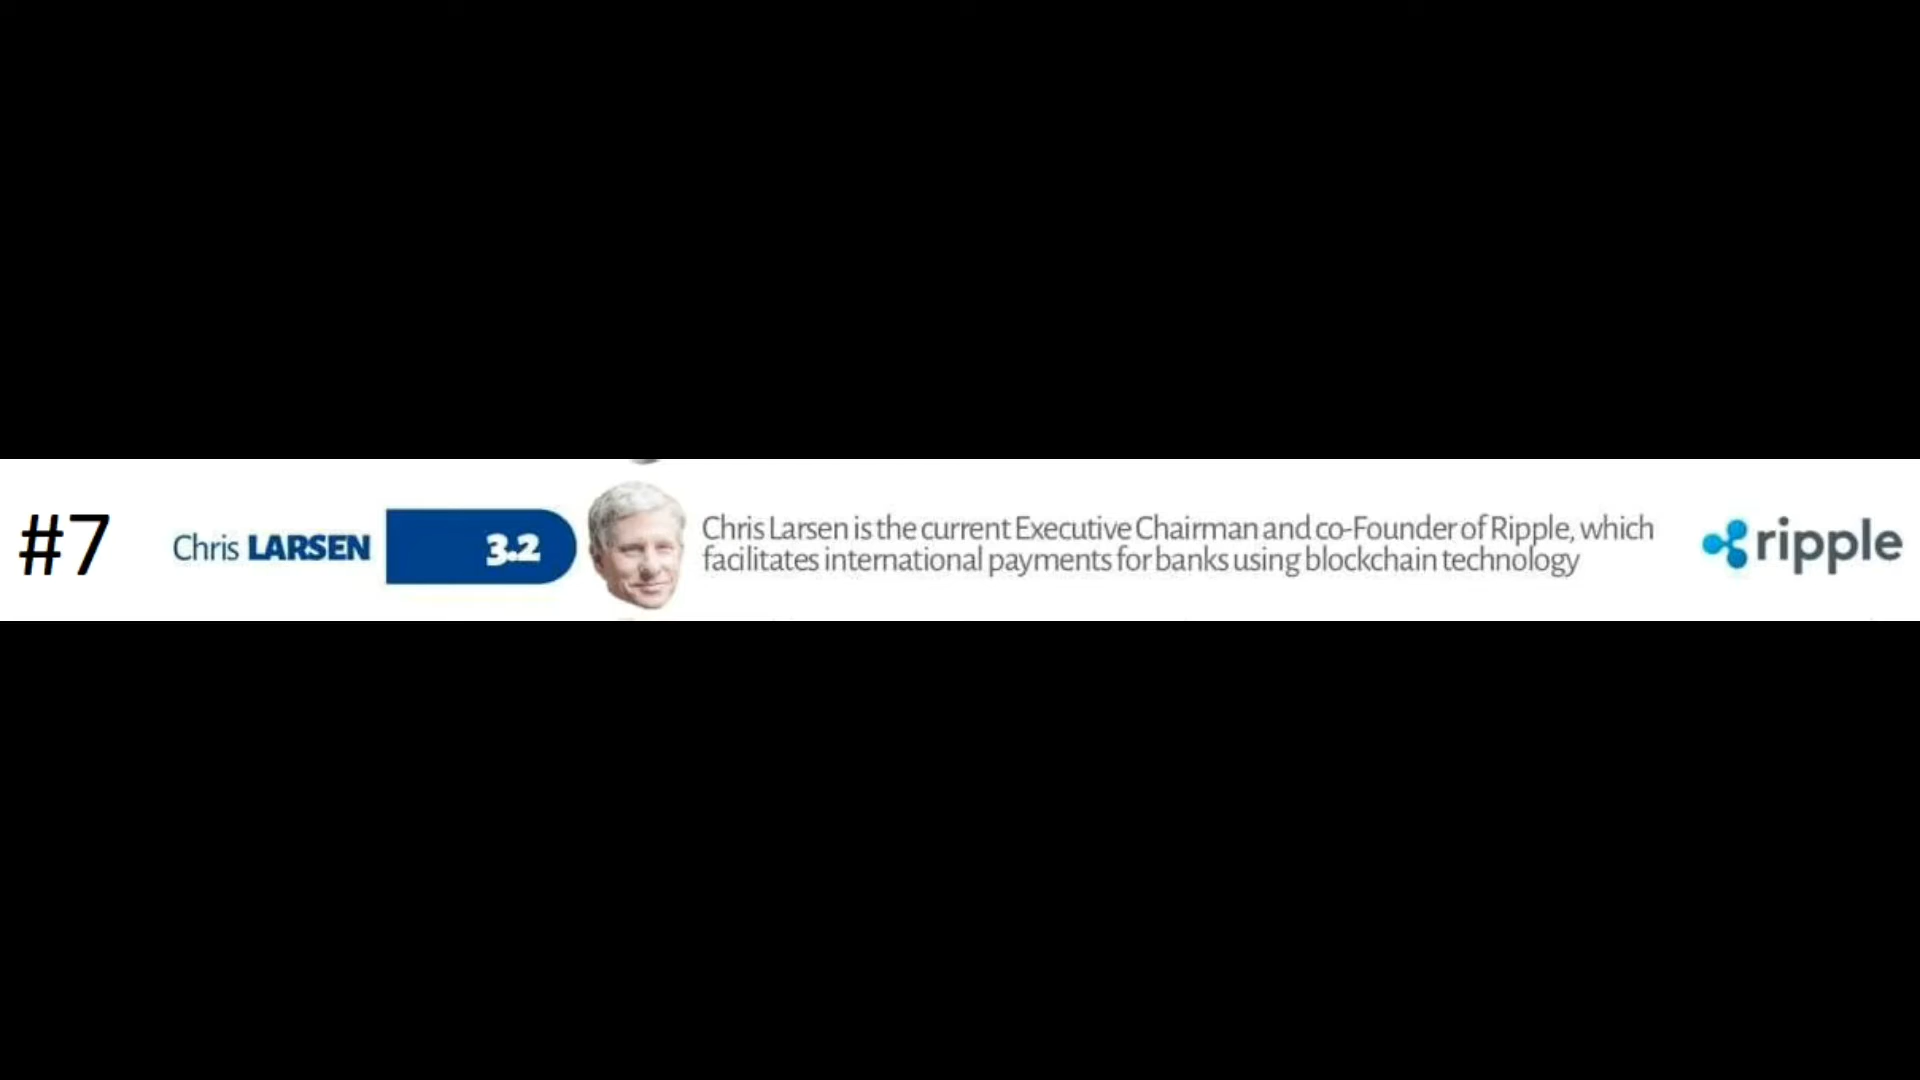 #7
Chris LARSEN
3.2
Chris Larsen is the current Executive Chairman and co-Founder of Ripple, which
facilitates international payments for banks using blockchain technology
ripple